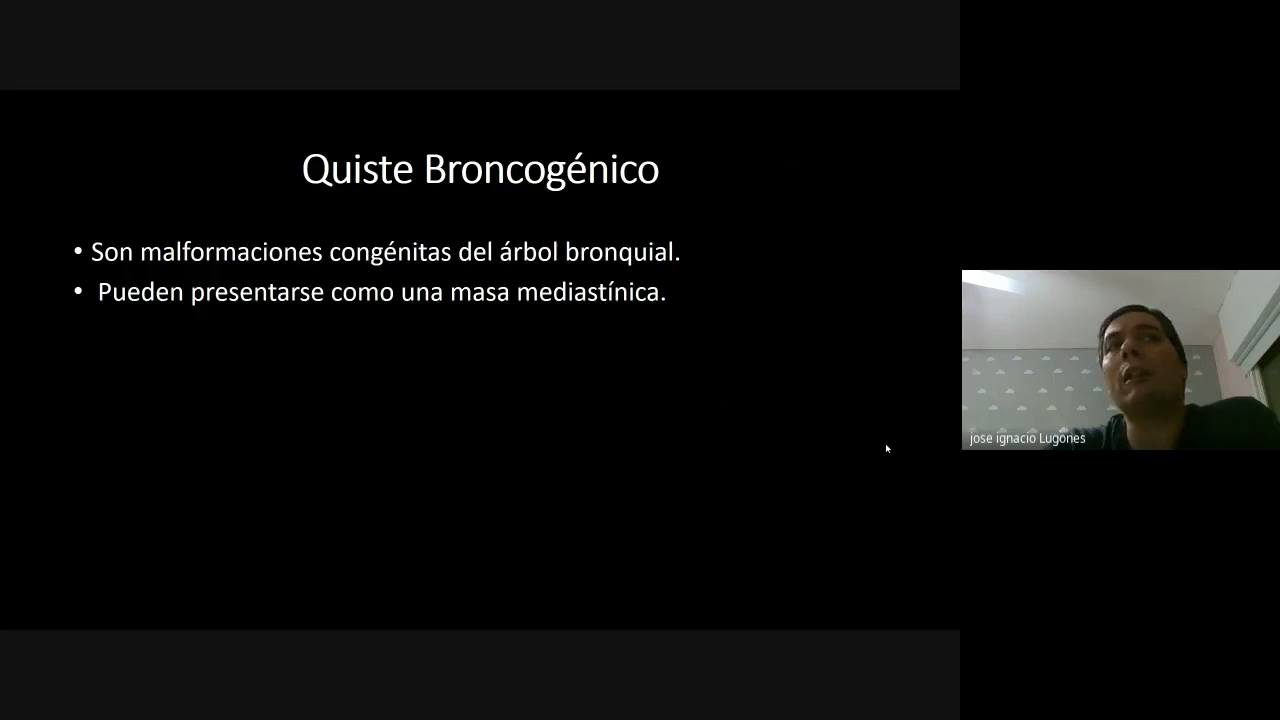 Quiste Broncogénico
• Son malformaciones congénitas del árbol bronquial.
• Pueden presentarse como una masa mediastínica.
jose ignacio Lugones